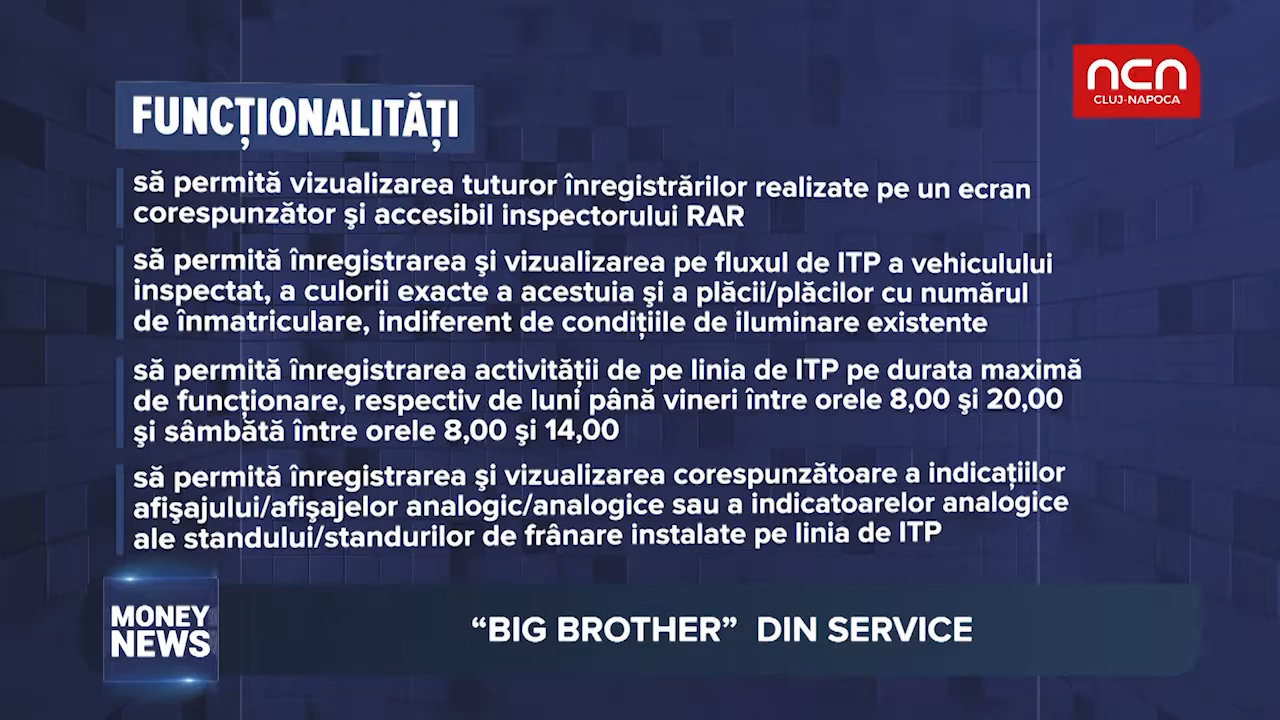 ncn
CLUJ-NAPOCA
FUNCȚIONALITĂȚI
să permită vizualizarea tuturor înregistrărilor realizate pe un ecran
corespunzător şi accesibil inspectorului RAR
să permită înregistrarea şi vizualizarea pe fluxul de ITP a vehiculului
inspectat, a culorii exacte a acestuia şi a plăcii/plăcilor cu numărul
de înmatriculare, indiferent de condițiile de iluminare existente
să permită înregistrarea activității de pe linia de ITP pe durata maximă
de funcționare, respectiv de luni până vineri între orele 8,00 şi 20,00
şi sâmbătă între orele 8,00 şi 14,00
să permită înregistrarea şi vizualizarea corespunzătoare a indicațiilor
afişajului/afişajelor analogic/analogice sau a indicatoarelor analogice
ale standului/standurilor de frânare instalate pe linia de ITP
MONEY
NEWS
“BIG BROTHER” DIN SERVICE